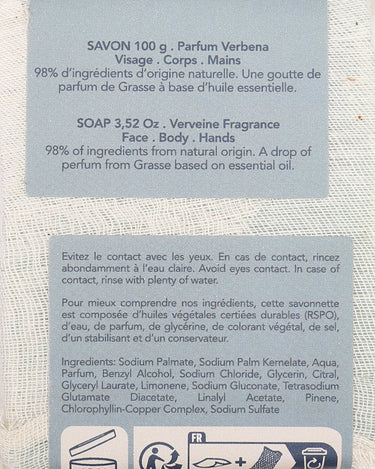 SAVON 100 g . Parfum Verbena
Visage . Corps . Mains
98% d'ingrédients d'origine naturelle. Une goutte de
parfum de Grasse à base d'huile essentielle.
SOAP 3,52 Oz . Verveine Fragrance
Face . Body . Hands
98% of ingredients from natural origin. A drop of
perfum from Grasse based on essential oil.
Evitez le contact avec les yeux. En cas de contact, rincez
abondamment à l'eau claire. Avoid eyes contact. In case of
contact, rinse with plenty of water.
Pour mieux comprendre nos ingrédients, cette savonnette
est composée d'huiles végétales certiées durables (RSPO),
d'eau, de parfum, de glycérine, de colorant végétal, de sel,
d'un stabilisant et d'un conservateur.
Ingredients: Sodium Palmate, Sodium Palm Kernelate, Aqua,
Parfum, Benzyl Alcohol, Sodium Chloride, Glycerin, Citral,
Glyceryl Laurate, Limonene, Sodium Gluconate, Tetrasodium
Glutamate Diacetate, Linalyl Acetate, Pinene,
Chlorophyllin-Copper Complex, Sodium Sulfate
FR